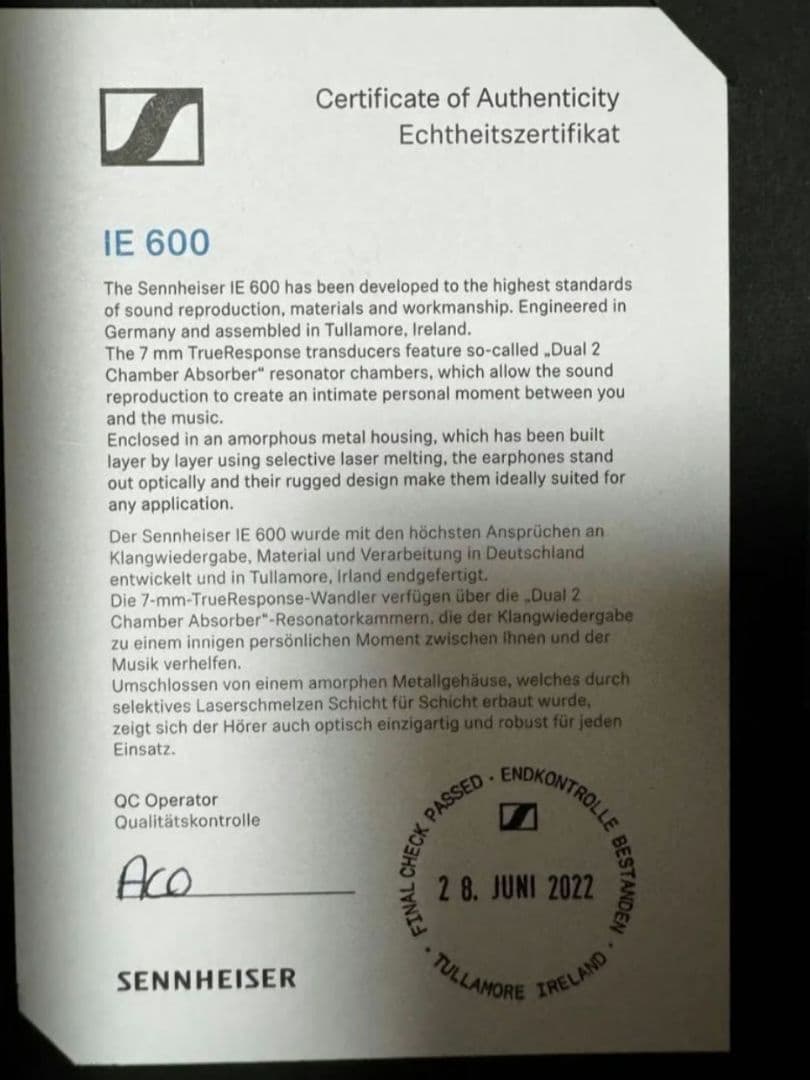 Certificate of Authenticity
Echtheitszertifikat
IE 600
The Sennheiser IE 600 has been developed to the highest standards
of sound reproduction, materials and workmanship. Engineered in
Germany and assembled in Tullamore, Ireland.
The 7 mm TrueResponse transducers feature so-called „Dual 2
Chamber Absorber“ resonator chambers, which allow the sound
reproduction to create an intimate personal moment between you
and the music.
Enclosed in an amorphous metal housing, which has been built
layer by layer using selective laser melting, the earphones stand
out optically and their rugged design make them ideally suited for
any application.
Der Sennheiser IE 600 wurde mit den höchsten Ansprüchen an
Klangwiedergabe, Material und Verarbeitung in Deutschland
entwickelt und in Tullamore, Irland endgefertigt.
Die 7-mm-TrueResponse-Wandler verfügen über die „Dual 2
Chamber Absorber“-Resonatorkammern, die der Klangwiedergabe
zu einem innigen persönlichen Moment zwischen Ihnen und der
Musik verhelfen.
Umschlossen von einem amorphen Metallgehäuse, welches durch
selektives Laserschmelzen Schicht für Schicht erbaut wurde,
zeigt sich der Hörer auch optisch einzigartig und robust für jeden
Einsatz.
QC Operator
Qualitätskontrolle
ACO
SENNHEISER
FINAL CHECK PASSED · ENDKONTROLLE BESTANDEN ·
28. JUNI 2022
TULLAMORE IRELAND ·